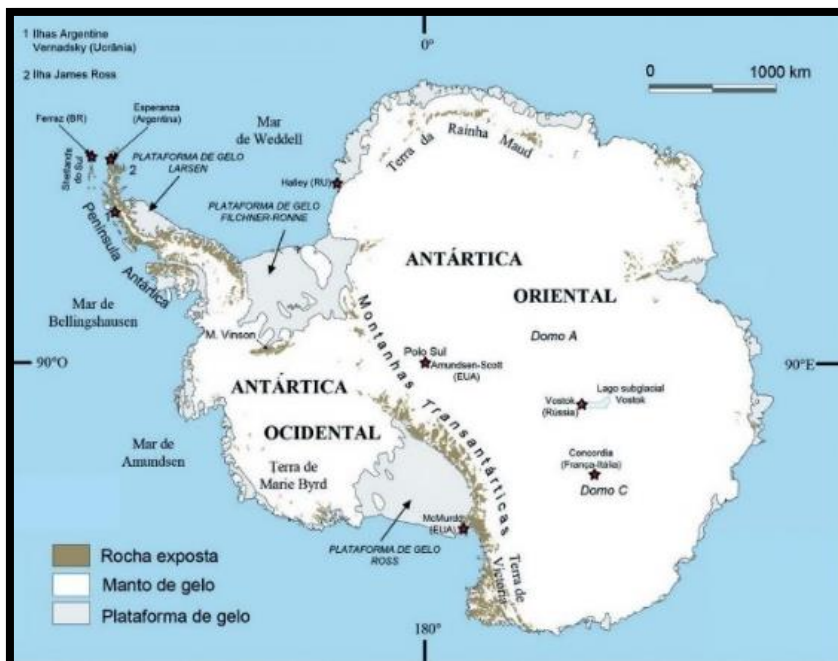 1 Ilhas Argentine
Vernadsky (Ucrânia)
2 Ilha James Ross
0°
0 1000 km
Ferraz (BR)
Esperanza
(Argentina)
Mar
de Weddell
Terra da Rainha Maud
Shetlands
do Sul
2
PLATAFORMA DE GELO
LARSEN
Halley (RU)
PLATAFORMA DE GELO
FILCHNER-RONNE
Península Antártica
ANTÁRTICA
ORIENTAL
Mar de
Bellingshausen
Domo A
M. Vinson
Montanhas Transantárticas
Polo Sul
Amundsen-Scott
(EUA)
90°O
90°E
ANTÁRTICA
OCIDENTAL
Vostok
(Rússia)
Lago subglacial
Vostok
Mar de
Amundsen
Terra de
Marie Byrd
Concordia
(França-Itália)
Domo C
McMurdo
(EUA)
PLATAFORMA DE GELO
ROSS
Terra de
Victoria
Rocha exposta
Manto de gelo
Plataforma de gelo
180°